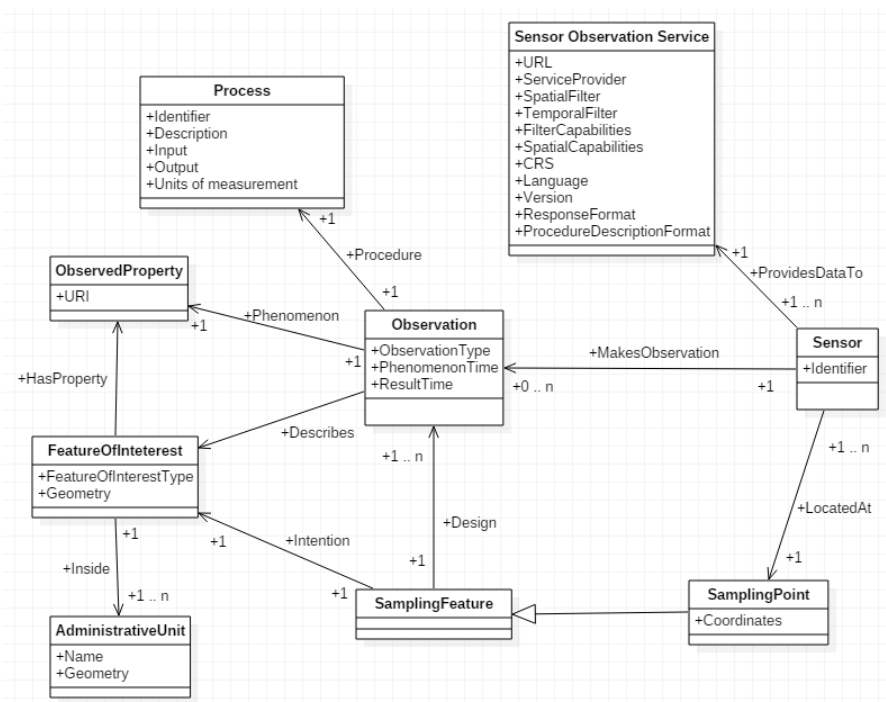 Sensor Observation Service
+URL
+ServiceProvider
+SpatialFilter
+TemporalFilter
+FilterCapabilities
+SpatialCapabilities
+CRS
+Language
+Version
+ResponseFormat
+ProcedureDescriptionFormat
Process
+Identifier
+Description
+Input
+Output
+Units of measurement
+1
+Procedure
+1
+1
+ProvidesDataTo
+1 .. n
ObservedProperty
+URI
+1
+Phenomenon
+1
Observation
+ObservationType
+PhenomenonTime
+ResultTime
+MakesObservation
+0 .. n
+1
Sensor
+Identifier
+HasProperty
+Describes
FeatureOfInteterest
+FeatureOfInterestType
+Geometry
+1 .. n
+Design
+1
+1 .. n
+LocatedAt
+1
+1
+Intention
+1
+1
+Inside
+1 .. n
SamplingFeature
SamplingPoint
+Coordinates
AdministrativeUnit
+Name
+Geometry